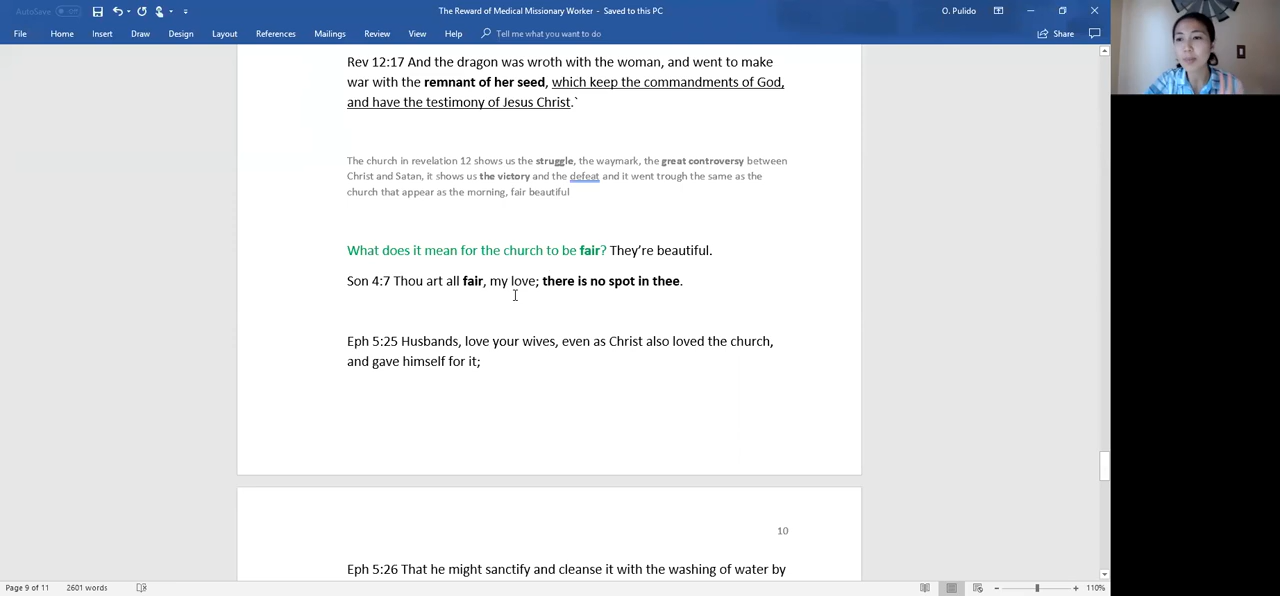 AutoSave Off
The Reward of Medical Missionary Worker - Saved to this PC
O. Pulido
File Home Insert Draw Design Layout References Mailings Review View Help Tell me what you want to do
Share
Rev 12:17 And the dragon was wroth with the woman, and went to make
war with the remnant of her seed, which keep the commandments of God,
and have the testimony of Jesus Christ.`
The church in revelation 12 shows us the struggle, the waymark, the great controversy between
Christ and Satan, it shows us the victory and the defeat and it went trough the same as the
church that appear as the morning, fair beautiful
What does it mean for the church to be fair? They’re beautiful.
Son 4:7 Thou art all fair, my love; there is no spot in thee.
Eph 5:25 Husbands, love your wives, even as Christ also loved the church,
and gave himself for it;
10
Eph 5:26 That he might sanctify and cleanse it with the washing of water by
Page 9 of 11 2601 words
110%